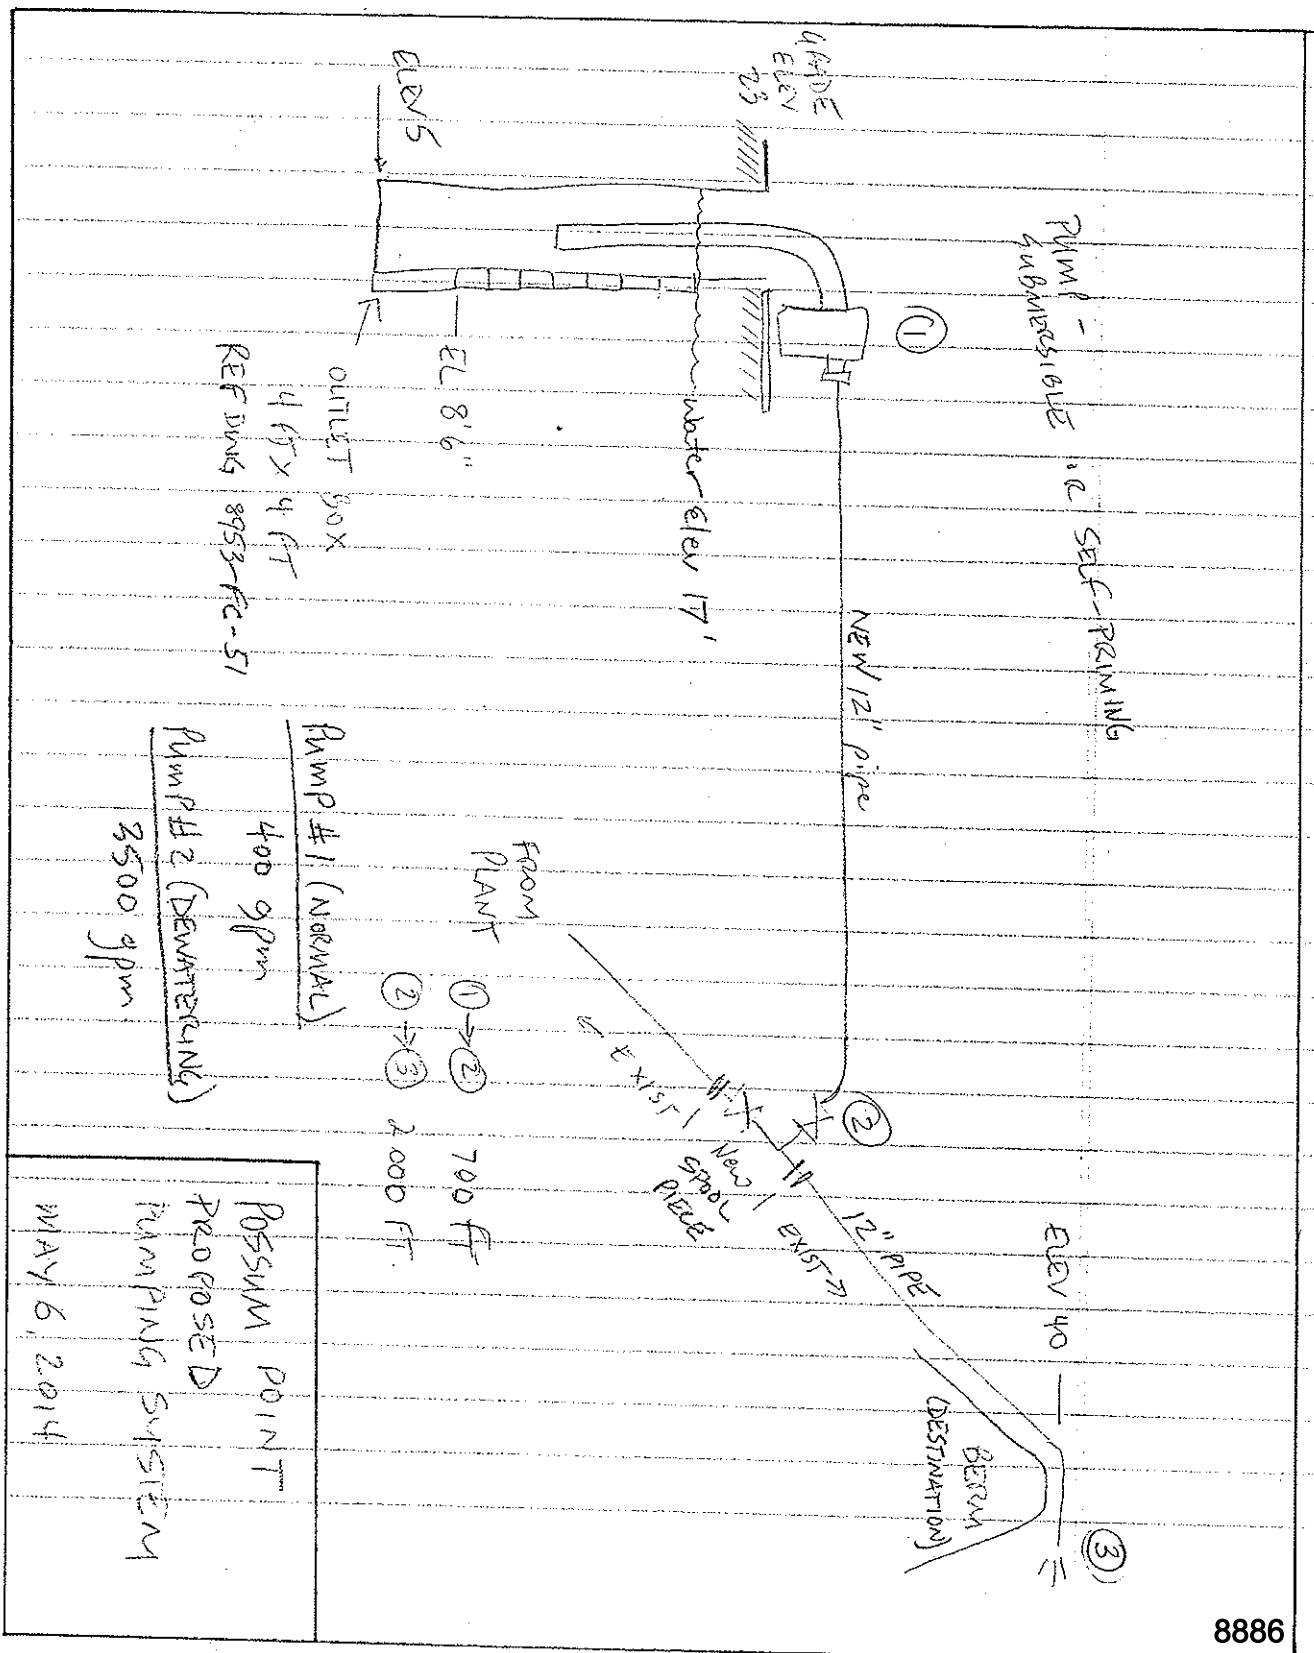 PUMP -
SUBMERSIBLE OR SELF-PRIMING
①
GRADE
ELEV
23
NEW 12" pipe
Water Elev 17'
EL 8'6"
ELEV 5
OUTLET BOX
4 FT X 4 FT
REF DWG 8953-FC-51
ELEV 40
③
BERM
(DESTINATION)
②
12" PIPE
EXIST
NEW
SPOOL
PIECE
EXIST
FROM
PLANT
① → ② 700 FT
② → ③ 2000 FT.
PUMP #1 (NORMAL)
400 gpm
PUMP #2 (DEWATERING)
3500 gpm
POSSUM POINT
PROPOSED
PUMPING SYSTEM
MAY 6, 2014
8886